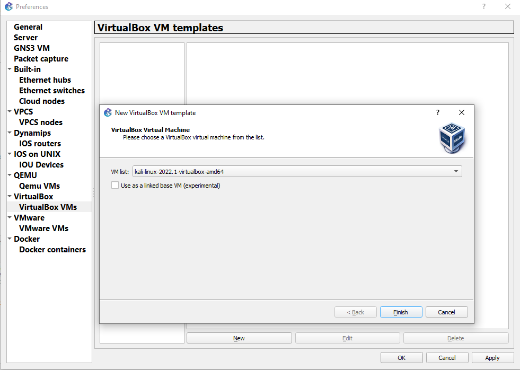 Preferences
General
Server
GNS3 VM
Packet capture
Built-in
Ethernet hubs
Ethernet switches
Cloud nodes
VPCS
VPCS nodes
Dynamips
IOS routers
IOS on UNIX
IOU Devices
QEMU
Qemu VMs
VirtualBox
VirtualBox VMs
VMware
VMware VMs
Docker
Docker containers
VirtualBox VM templates
New VirtualBox VM template
VirtualBox Virtual Machine
Please choose a VirtualBox virtual machine from the list.
VM list: kali-linux-2022.1-virtualbox-amd64
Use as a linked base VM (experimental)
< Back Finish Cancel
New Edit Delete
OK Cancel Apply